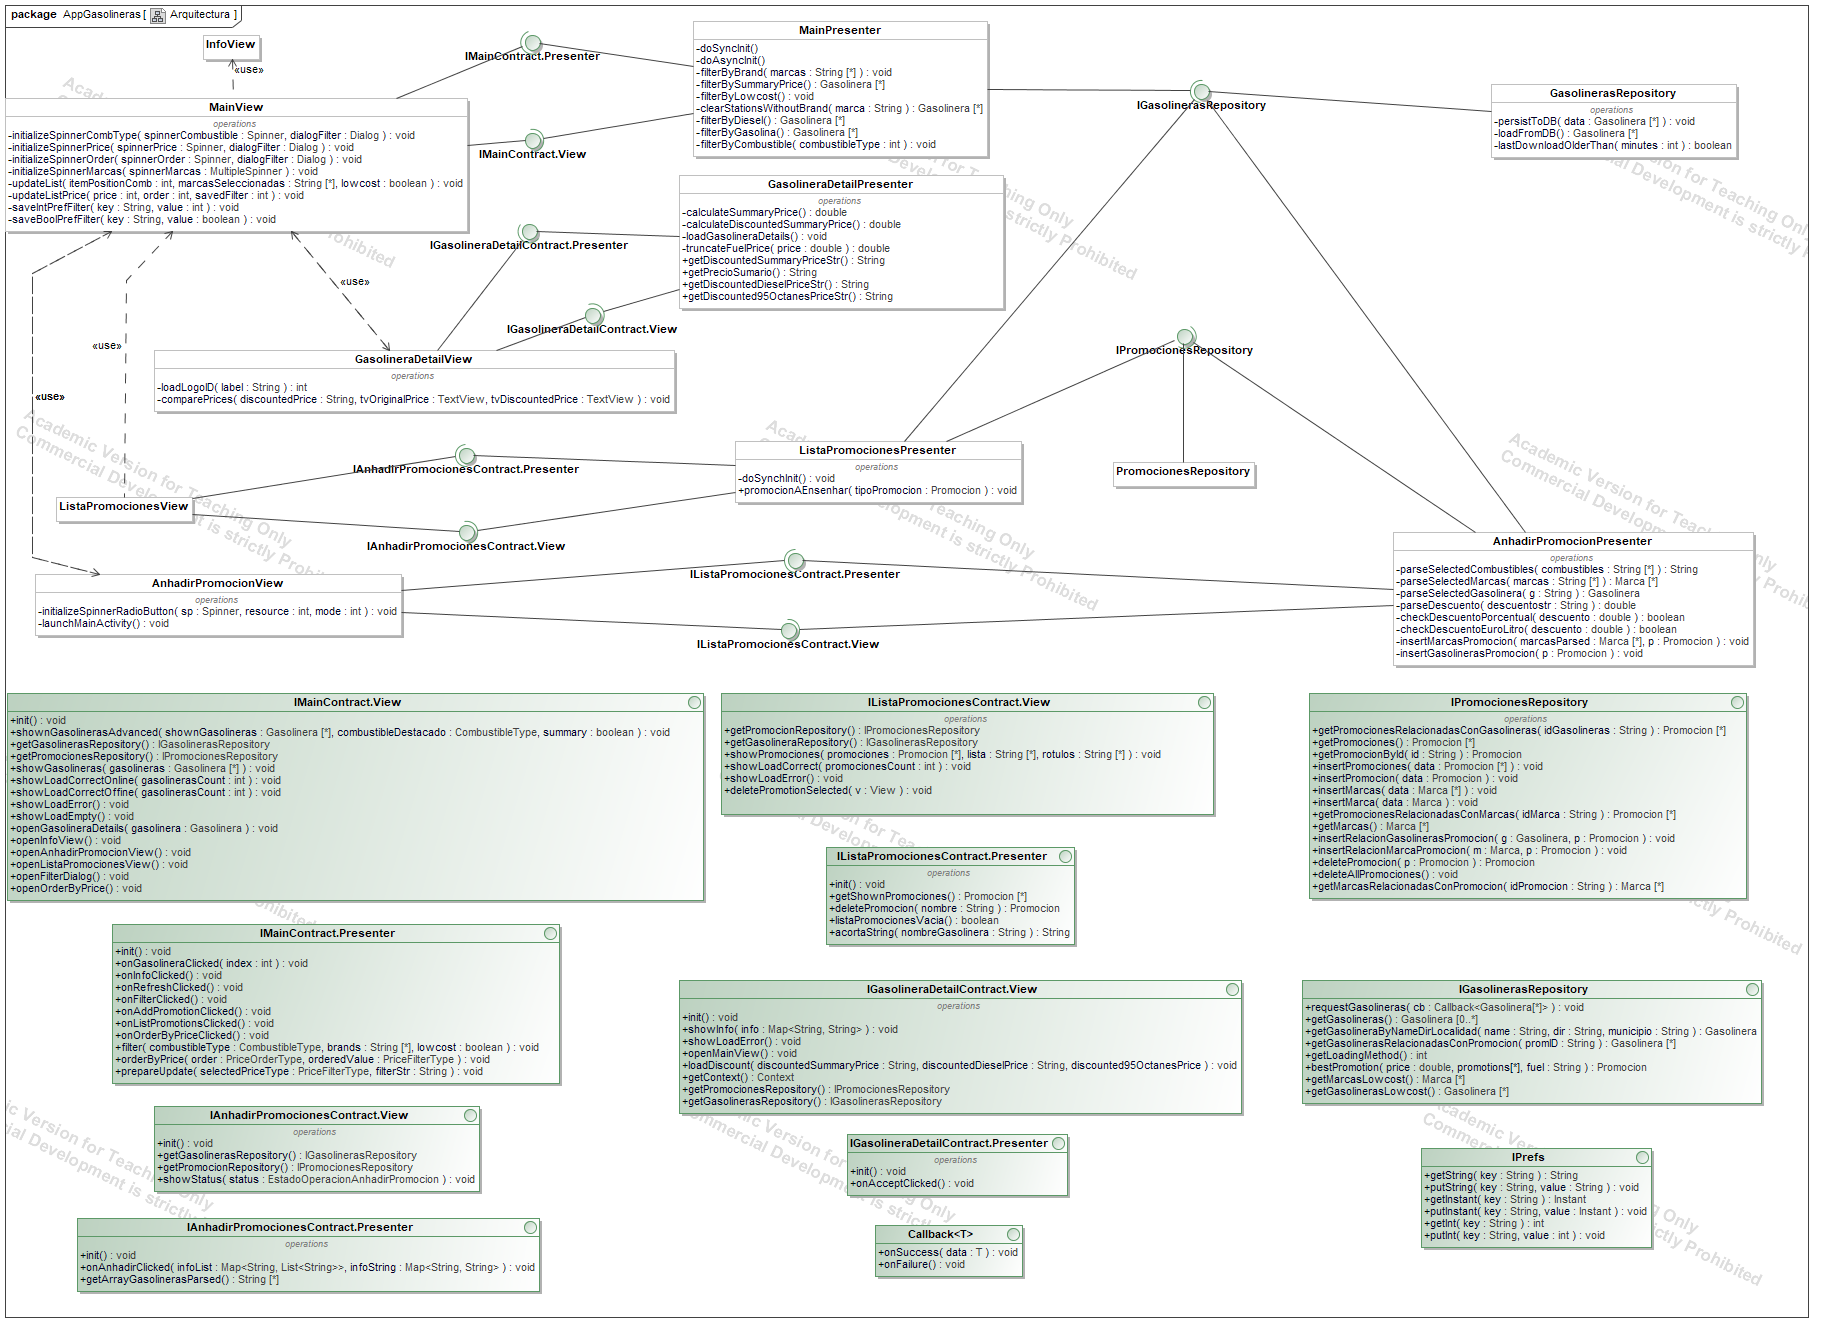 package AppGasolineras [ Arquitectura ]
InfoView
«use»
MainView
operations
-initializeSpinnerCombType( spinnerCombustible : Spinner, dialogFilter : Dialog ) : void
-initializeSpinnerPrice( spinnerPrice : Spinner, dialogFilter : Dialog ) : void
-initializeSpinnerOrder( spinnerOrder : Spinner, dialogFilter : Dialog ) : void
-initializeSpinnerMarcas( spinnerMarcas : MultipleSpinner ) : void
-updateList( itemPositionComb : int, marcasSeleccionadas : String [*], lowcost : boolean ) : void
-updateListPrice( price : int, order : int, savedFilter : int ) : void
-saveIntPrefFilter( key : String, value : int ) : void
-saveBoolPrefFilter( key : String, value : boolean ) : void
IMainContract.Presenter
IMainContract.View
MainPresenter
-doSyncInit()
-doAsyncInit()
-filterByBrand( marcas : String [*] ) : void
-filterBySummaryPrice() : Gasolinera [*]
-filterByLowcost() : void
-clearStationsWithoutBrand( marca : String ) : Gasolinera [*]
-filterByDiesel() : Gasolinera [*]
-filterByGasolina() : Gasolinera [*]
-filterByCombustible( combustibleType : int ) : void
IGasolinerasRepository
GasolinerasRepository
operations
-persistToDB( data : Gasolinera [*] ) : void
-loadFromDB() : Gasolinera [*]
-lastDownloadOlderThan( minutes : int ) : boolean
GasolineraDetailPresenter
operations
-calculateSummaryPrice() : double
-calculateDiscountedSummaryPrice() : double
-loadGasolineraDetails() : void
-truncateFuelPrice( price : double ) : double
+getDiscountedSummaryPriceStr() : String
+getPrecioSumario() : String
+getDiscountedDieselPriceStr() : String
+getDiscounted95OctanesPriceStr() : String
IGasolineraDetailContract.Presenter
«use»
IGasolineraDetailContract.View
«use»
«use»
GasolineraDetailView
operations
-loadLogoID( label : String ) : int
-comparePrices( discountedPrice : String, tvOriginalPrice : TextView, tvDiscountedPrice : TextView ) : void
IPromocionesRepository
ListaPromocionesPresenter
operations
-doSynchInit() : void
+promocionAEnsenhar( tipoPromocion : Promocion ) : void
PromocionesRepository
IAnhadirPromocionesContract.Presenter
ListaPromocionesView
IAnhadirPromocionesContract.View
AnhadirPromocionView
operations
-initializeSpinnerRadioButton( sp : Spinner, resource : int, mode : int ) : void
-launchMainActivity() : void
IListaPromocionesContract.Presenter
IListaPromocionesContract.View
AnhadirPromocionPresenter
operations
-parseSelectedCombustibles( combustibles : String [*] ) : String
-parseSelectedMarcas( marcas : String [*] ) : Marca [*]
-parseSelectedGasolinera( g : String ) : Gasolinera
-parseDescuento( descuentostr : String ) : double
-checkDescuentoPorcentual( descuento : double ) : boolean
-checkDescuentoEuroLitro( descuento : double ) : boolean
-insertMarcasPromocion( marcasParsed : Marca [*], p : Promocion ) : void
-insertGasolinerasPromocion( p : Promocion ) : void
IMainContract.View
+init() : void
+shownGasolinerasAdvanced( shownGasolineras : Gasolinera [*], combustibleDestacado : CombustibleType, summary : boolean ) : void
+getGasolinerasRepository() : IGasolinerasRepository
+getPromocionesRepository() : IPromocionesRepository
+showGasolineras( gasolineras : Gasolinera [*] ) : void
+showLoadCorrectOnline( gasolinerasCount : int ) : void
+showLoadCorrectOffine( gasolinerasCount : int ) : void
+showLoadError() : void
+showLoadEmpty() : void
+openGasolineraDetails( gasolinera : Gasolinera ) : void
+openInfoView() : void
+openAnhadirPromocionView() : void
+openListaPromocionesView() : void
+openFilterDialog() : void
+openOrderByPrice() : void
IListaPromocionesContract.View
operations
+getPromocionRepository() : IPromocionesRepository
+getGasolineraRepository() : IGasolinerasRepository
+showPromociones( promociones : Promocion [*], lista : String [*], rotulos : String [*] ) : void
+showLoadCorrect( promocionesCount : int ) : void
+showLoadError() : void
+deletePromotionSelected( v : View ) : void
IPromocionesRepository
operations
+getPromocionesRelacionadasConGasolineras( idGasolineras : String ) : Promocion [*]
+getPromociones() : Promocion [*]
+getPromocionById( id : String ) : Promocion
+insertPromociones( data : Promocion [*] ) : void
+insertPromocion( data : Promocion ) : void
+insertMarcas( data : Marca [*] ) : void
+insertMarca( data : Marca ) : void
+getPromocionesRelacionadasConMarcas( idMarca : String ) : Promocion [*]
+getMarcas() : Marca [*]
+insertRelacionGasolinerasPromocion( g : Gasolinera, p : Promocion ) : void
+insertRelacionMarcaPromocion( m : Marca, p : Promocion ) : void
+deletePromocion( p : Promocion ) : Promocion
+deleteAllPromociones() : void
+getMarcasRelacionadasConPromocion( idPromocion : String ) : Marca [*]
IListaPromocionesContract.Presenter
operations
+init() : void
+getShownPromociones() : Promocion [*]
+deletePromocion( nombre : String ) : Promocion
+listaPromocionesVacia() : boolean
+acortaString( nombreGasolinera : String ) : String
IMainContract.Presenter
+init() : void
+onGasolineraClicked( index : int ) : void
+onInfoClicked() : void
+onRefreshClicked() : void
+onFilterClicked() : void
+onAddPromotionClicked() : void
+onListPromotionsClicked() : void
+onOrderByPriceClicked() : void
+filter( combustibleType : CombustibleType, brands : String [*], lowcost : boolean ) : void
+orderByPrice( order : PriceOrderType, orderedValue : PriceFilterType ) : void
+prepareUpdate( selectedPriceType : PriceFilterType, filterStr : String ) : void
IGasolineraDetailContract.View
operations
+init() : void
+showInfo( info : Map<String, String> ) : void
+showLoadError() : void
+openMainView() : void
+loadDiscount( discountedSummaryPrice : String, discountedDieselPrice : String, discounted95OctanesPrice ) : void
+getContext() : Context
+getPromocionesRepository() : IPromocionesRepository
+getGasolinerasRepository() : IGasolinerasRepository
IGasolinerasRepository
+requestGasolineras( cb : Callback<Gasolinera[*]> ) : void
+getGasolineras() : Gasolinera [0..*]
+getGasolineraByNameDirLocalidad( name : String, dir : String, municipio : String ) : Gasolinera
+getGasolinerasRelacionadasConPromocion( promID : String ) : Gasolinera [*]
+getLoadingMethod() : int
+bestPromotion( price : double, promotions[*], fuel : String ) : Promocion
+getMarcasLowcost() : Marca [*]
+getGasolinerasLowcost() : Gasolinera [*]
IAnhadirPromocionesContract.View
operations
+init() : void
+getGasolinerasRepository() : IGasolinerasRepository
+getPromocionRepository() : IPromocionesRepository
+showStatus( status : EstadoOperacionAnhadirPromocion ) : void
IGasolineraDetailContract.Presenter
operations
+init() : void
+onAcceptClicked() : void
IPrefs
+getString( key : String ) : String
+putString( key : String, value : String ) : void
+getInstant( key : String ) : Instant
+putInstant( key : String, value : Instant ) : void
+getInt( key : String ) : int
+putInt( key : String, value : int ) : void
IAnhadirPromocionesContract.Presenter
operations
+init() : void
+onAnhadirClicked( infoList : Map<String, List<String>>, infoString : Map<String, String> ) : void
+getArrayGasolinerasParsed() : String [*]
Callback<T>
+onSuccess( data : T ) : void
+onFailure() : void